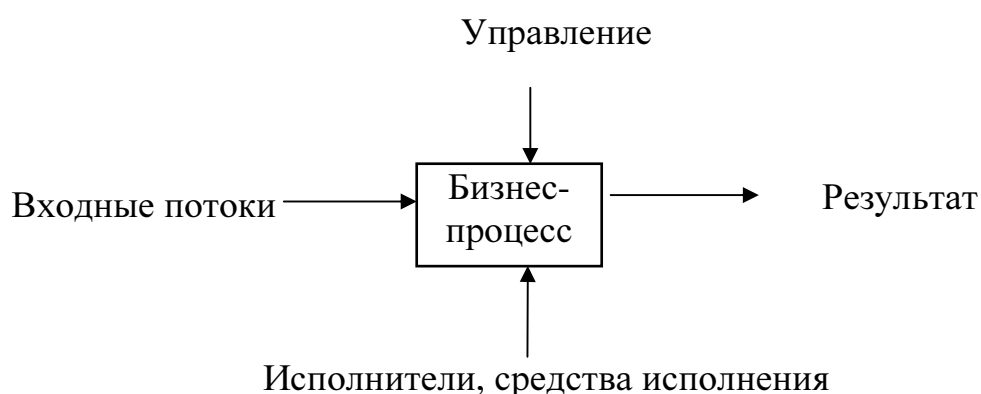 Управление
Входные потоки
Бизнес-
процесс
Результат
Исполнители, средства исполнения